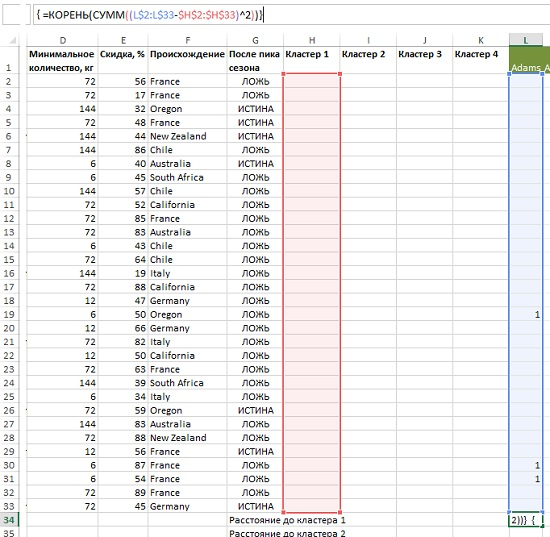 { =КОРЕНЬ(СУММ((L$2:L$33-$H$2:$H$33)^2))}
D E F G H I J K L
1 Минимальное количество, кг Скидка, % Происхождение После пика сезона Кластер 1 Кластер 2 Кластер 3 Кластер 4 Adams_A
2 72 56 France ЛОЖЬ
3 72 17 France ЛОЖЬ
4 144 32 Oregon ИСТИНА
5 72 48 France ИСТИНА
6 144 44 New Zealand ИСТИНА
7 144 86 Chile ЛОЖЬ
8 6 40 Australia ИСТИНА
9 6 45 South Africa ЛОЖЬ
10 144 57 Chile ЛОЖЬ
11 72 52 California ЛОЖЬ
12 72 85 France ЛОЖЬ
13 72 83 Australia ЛОЖЬ
14 6 43 Chile ЛОЖЬ
15 72 64 Chile ЛОЖЬ
16 144 19 Italy ЛОЖЬ
17 72 88 California ЛОЖЬ
18 12 47 Germany ЛОЖЬ
19 6 50 Oregon ЛОЖЬ 1
20 12 66 Germany ЛОЖЬ
21 72 82 Italy ЛОЖЬ
22 12 50 California ЛОЖЬ
23 72 63 France ЛОЖЬ
24 144 39 South Africa ЛОЖЬ
25 6 34 Italy ЛОЖЬ
26 72 59 Oregon ИСТИНА
27 144 83 Australia ЛОЖЬ
28 72 88 New Zealand ЛОЖЬ
29 12 56 France ИСТИНА
30 6 87 France ЛОЖЬ 1
31 6 54 France ЛОЖЬ 1
32 72 89 France ЛОЖЬ
33 72 45 Germany ИСТИНА
34 Расстояние до кластера 1 2))} {
35 Расстояние до кластера 2